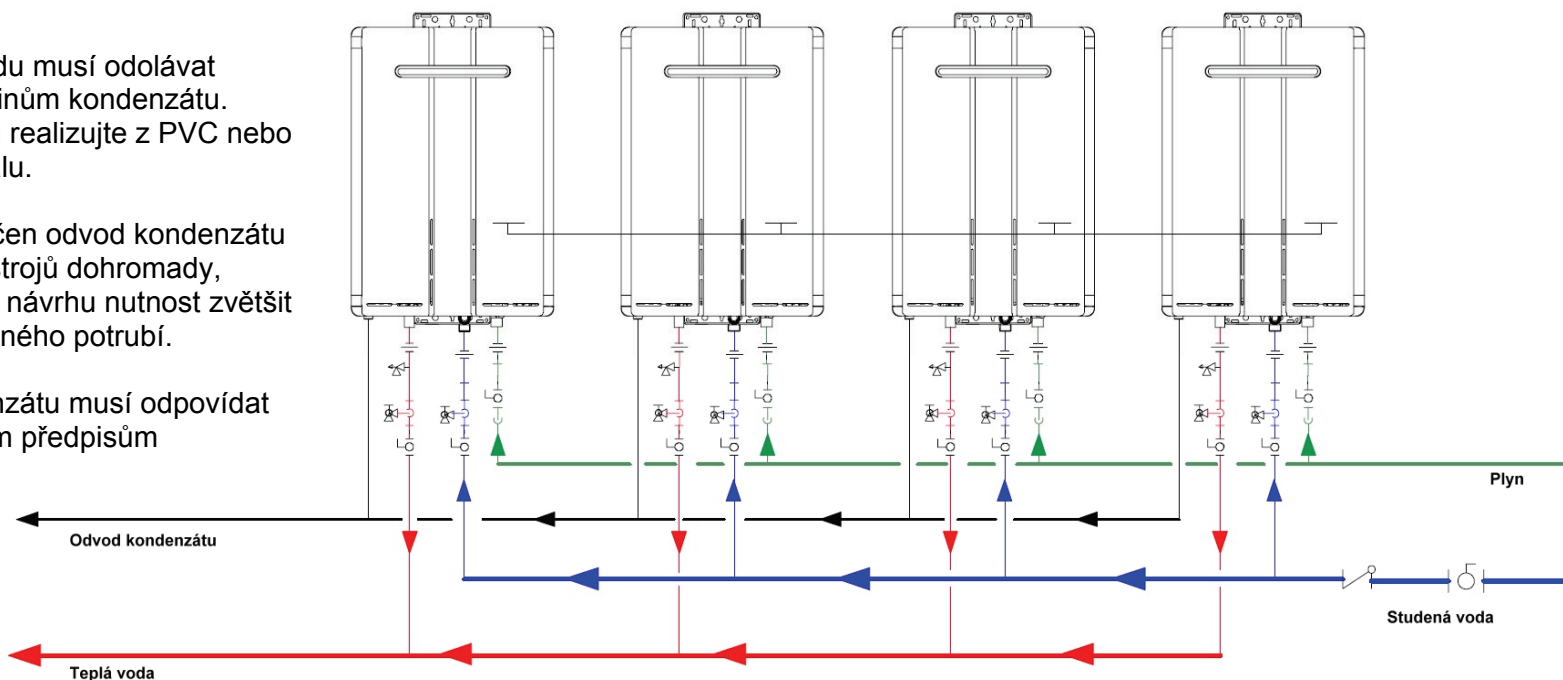 du musí odolávat
inům kondenzátu.
realizujte z PVC nebo
lu.
čen odvod kondenzátu
strojů dohromady,
návrhu nutnost zvětšit
ného potrubí.
nzátu musí odpovídat
m předpisům
Plyn
Odvod kondenzátu
Studená voda
Teplá voda